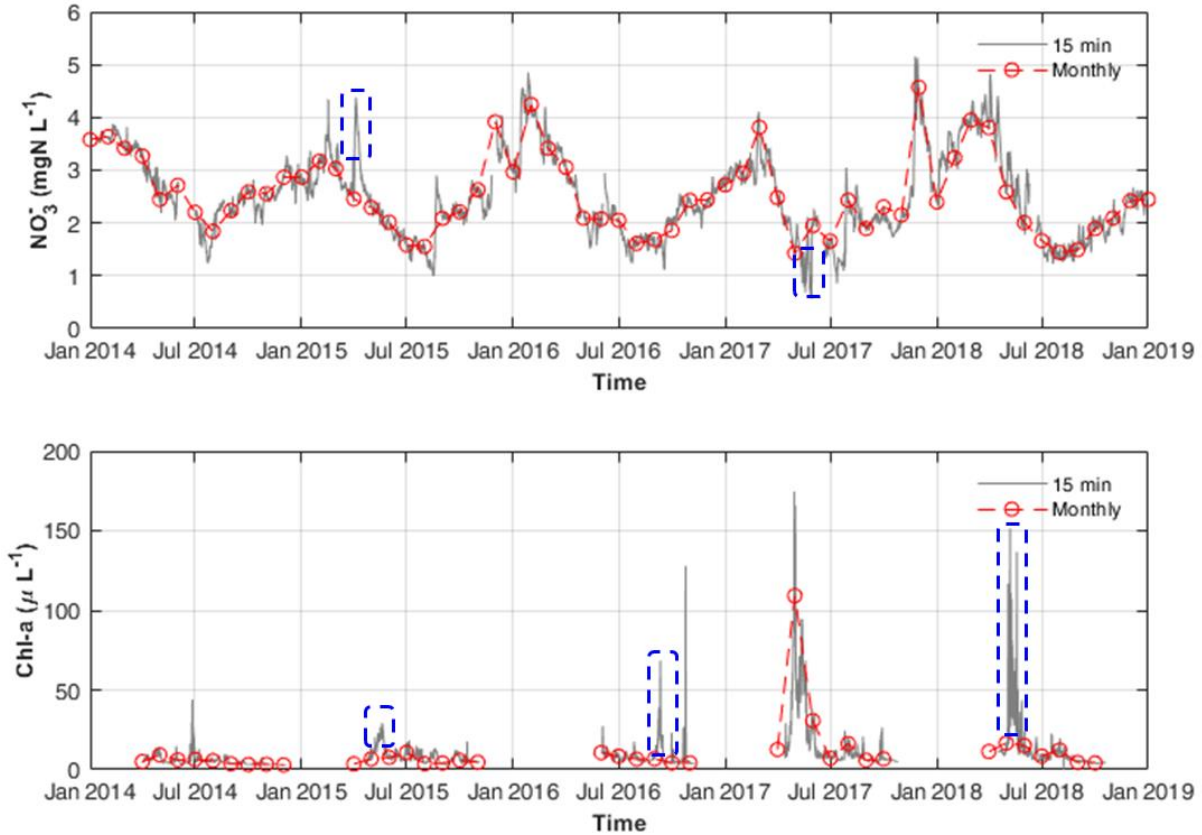 6
5
4
3
2
1
0
NO₃⁻ (mgN L⁻¹)
15 min
Monthly
Jan 2014 Jul 2014 Jan 2015 Jul 2015 Jan 2016 Jul 2016 Jan 2017 Jul 2017 Jan 2018 Jul 2018 Jan 2019
Time
200
150
100
50
0
Chl-a (μ L⁻¹)
15 min
Monthly
Jan 2014 Jul 2014 Jan 2015 Jul 2015 Jan 2016 Jul 2016 Jan 2017 Jul 2017 Jan 2018 Jul 2018 Jan 2019
Time